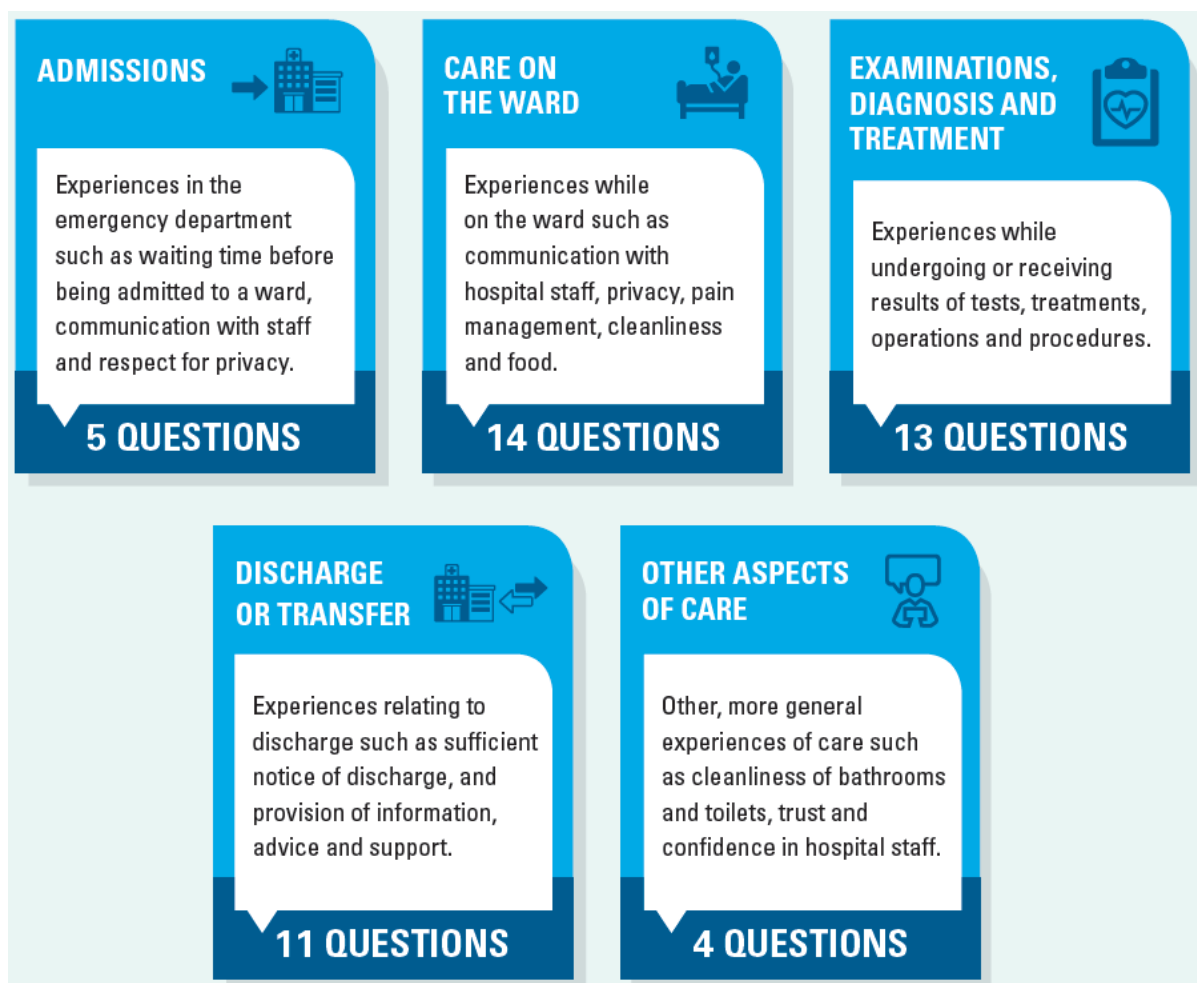 ADMISSIONS
Experiences in the
emergency department
such as waiting time before
being admitted to a ward,
communication with staff
and respect for privacy.
5 QUESTIONS
CARE ON
THE WARD
Experiences while
on the ward such as
communication with
hospital staff, privacy, pain
management, cleanliness
and food.
14 QUESTIONS
EXAMINATIONS,
DIAGNOSIS AND
TREATMENT
Experiences while
undergoing or receiving
results of tests, treatments,
operations and procedures.
13 QUESTIONS
DISCHARGE
OR TRANSFER
Experiences relating to
discharge such as sufficient
notice of discharge, and
provision of information,
advice and support.
11 QUESTIONS
OTHER ASPECTS
OF CARE
Other, more general
experiences of care such
as cleanliness of bathrooms
and toilets, trust and
confidence in hospital staff.
4 QUESTIONS